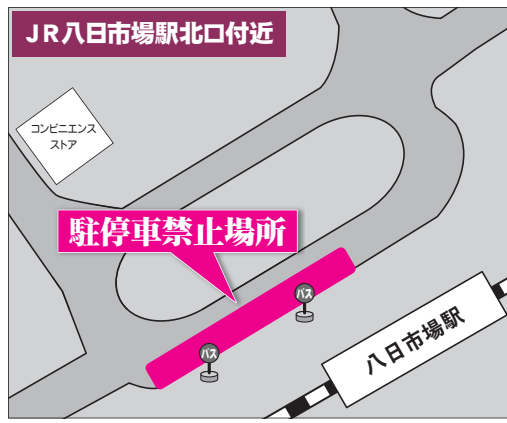 JR八日市場駅北口付近
コンビニエンス
ストア
駐停車禁止場所
バス
バス
八日市場駅